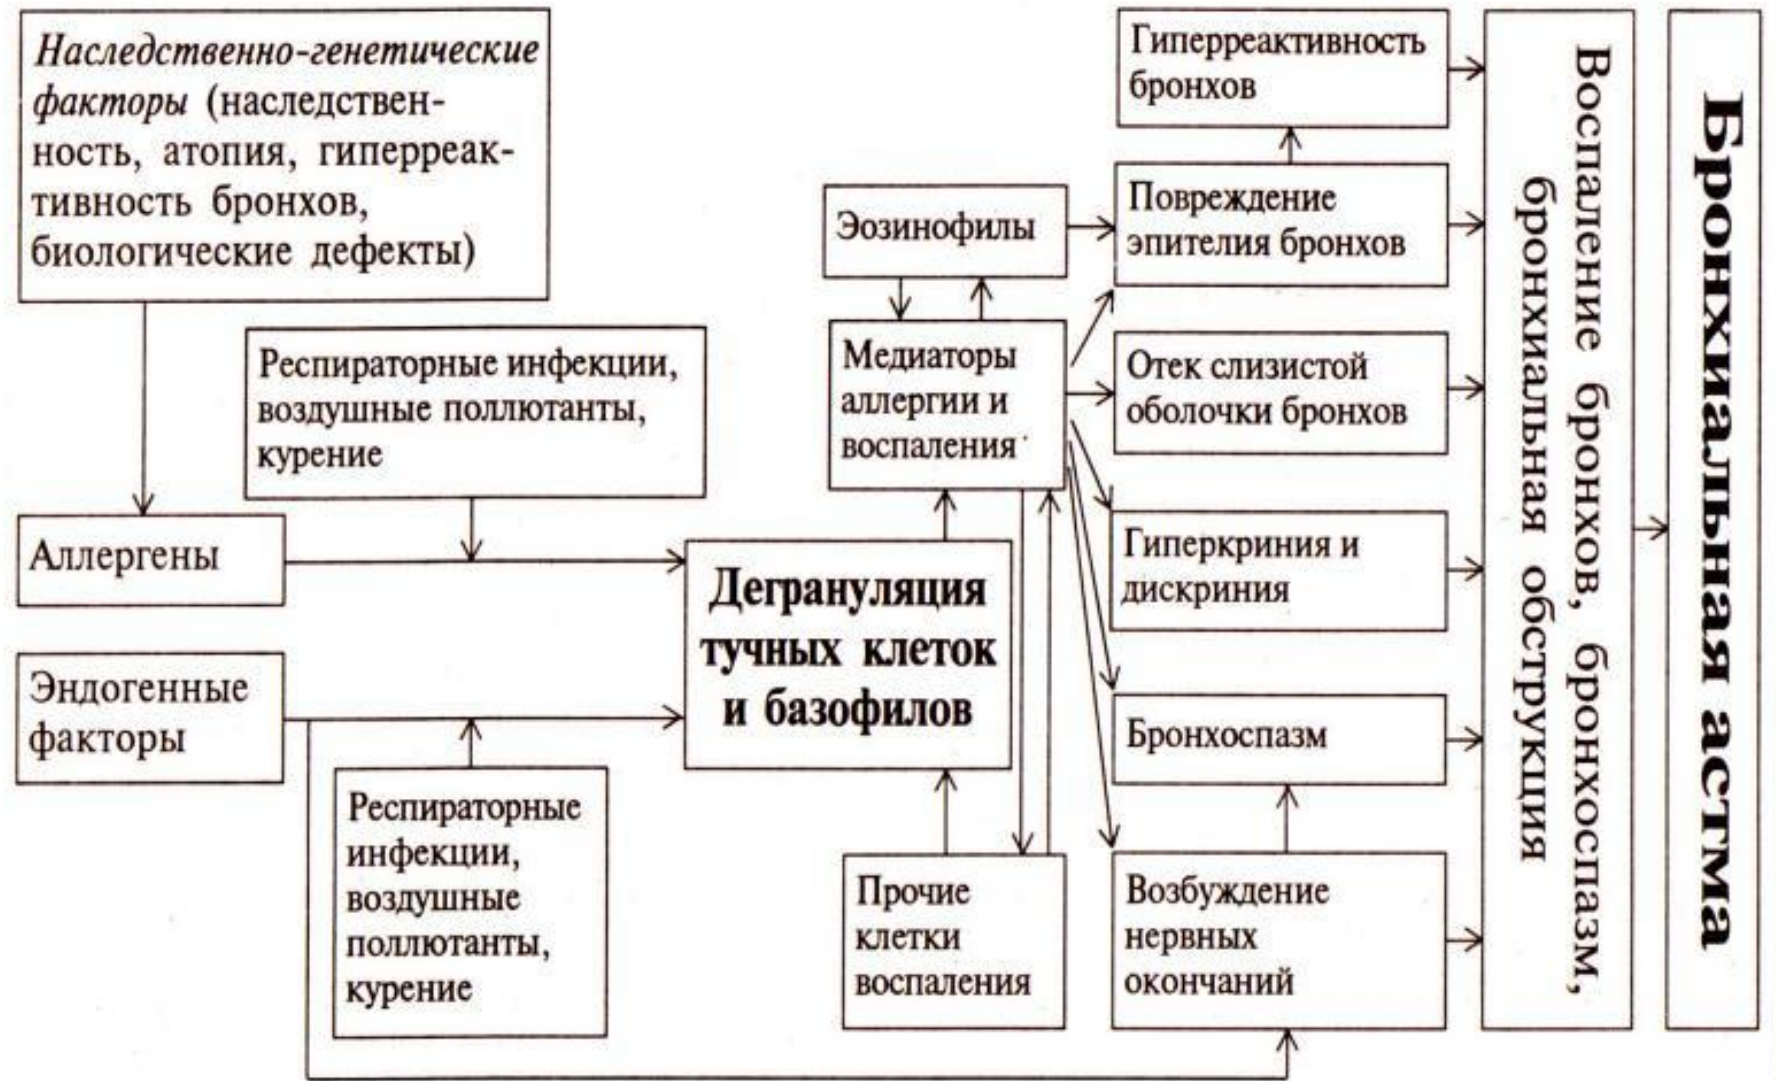 Наследственно-генетические
факторы (наследствен-
ность, атопия, гиперреак-
тивность бронхов,
биологические дефекты)
Респираторные инфекции,
воздушные поллютанты,
курение
Аллергены
Эндогенные
факторы
Респираторные
инфекции,
воздушные
поллютанты,
курение
Дегрануляция
тучных клеток
и базофилов
Эозинофилы
Медиаторы
аллергии и
воспаления
Прочие
клетки
воспаления
Гиперреактивность
бронхов
Повреждение
эпителия бронхов
Отек слизистой
оболочки бронхов
Гиперкриния и
дискриния
Бронхоспазм
Возбуждение
нервных
окончаний
Воспаление бронхов, бронхоспазм,
бронхиальная обструкция
Бронхиальная астма